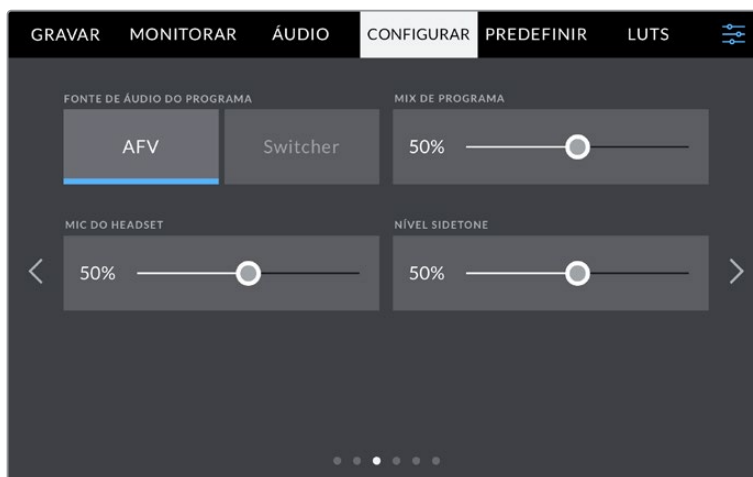 GRAVAR MONITORAR ÁUDIO CONFIGURAR PREDEFINIR LUTS
FONTE DE ÁUDIO DO PROGRAMA MIX DE PROGRAMA
AFV Switcher 50%
MIC DO HEADSET NÍVEL SIDETONE
50% 50%